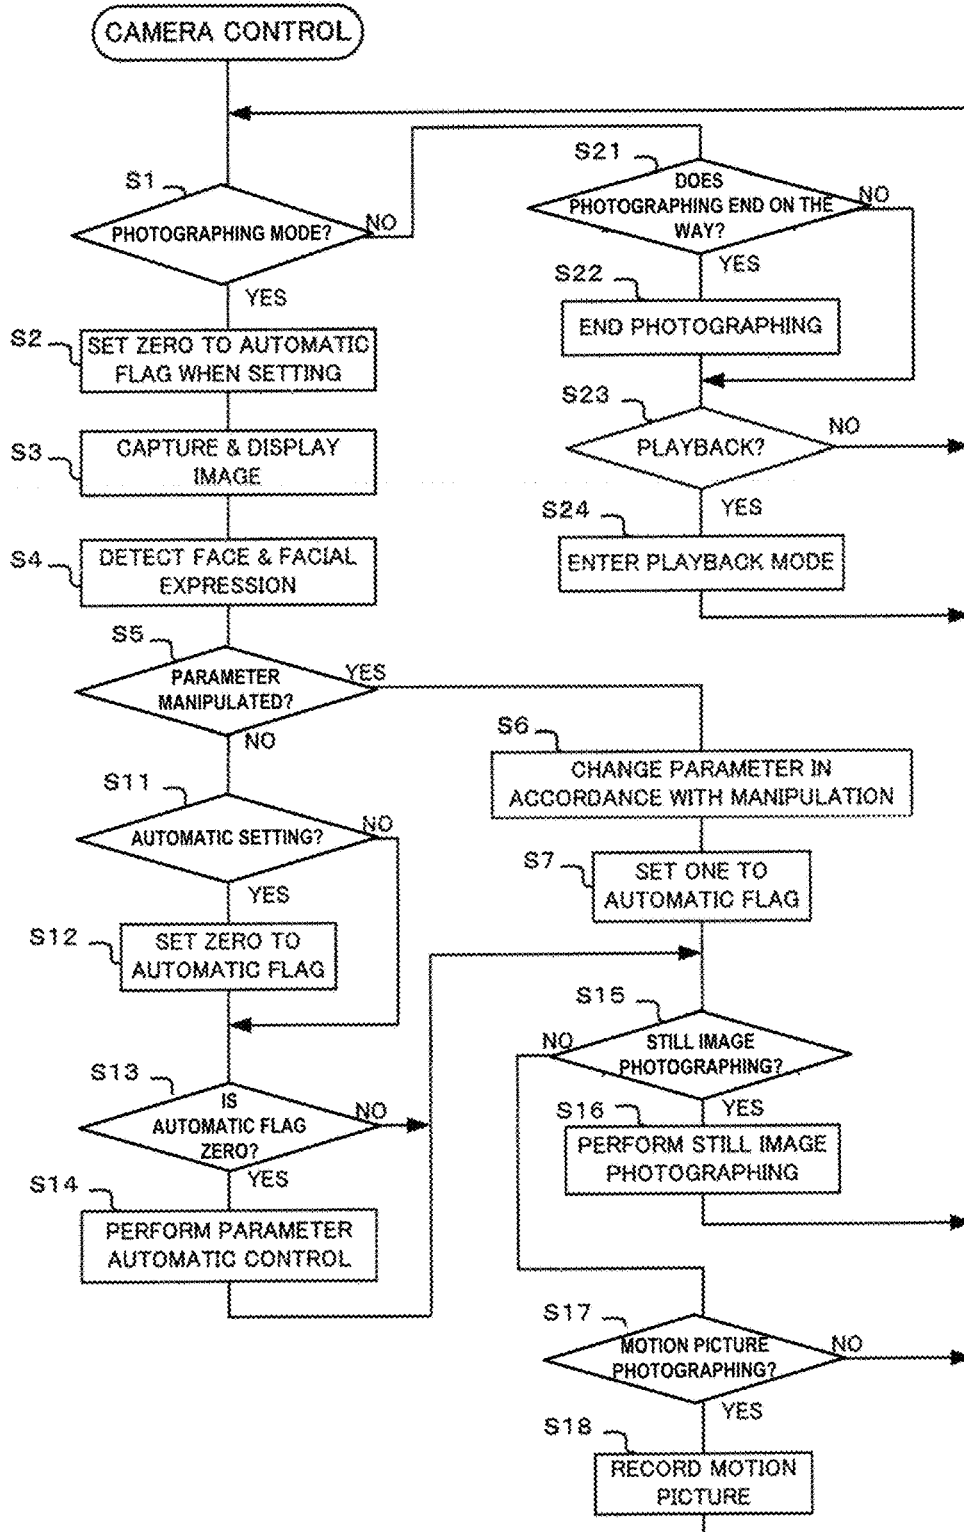 CAMERA CONTROL
S1
PHOTOGRAPHING MODE?
NO
YES
S2
SET ZERO TO AUTOMATIC
FLAG WHEN SETTING
S3
CAPTURE & DISPLAY
IMAGE
S4
DETECT FACE & FACIAL
EXPRESSION
S5
PARAMETER
MANIPULATED?
YES
NO
S11
AUTOMATIC SETTING?
NO
YES
S12
SET ZERO TO
AUTOMATIC FLAG
S13
IS
AUTOMATIC FLAG
ZERO?
NO
YES
S14
PERFORM PARAMETER
AUTOMATIC CONTROL
S21
DOES
PHOTOGRAPHING END ON THE
WAY?
NO
YES
S22
END PHOTOGRAPHING
S23
PLAYBACK?
NO
YES
S24
ENTER PLAYBACK MODE
S6
CHANGE PARAMETER IN
ACCORDANCE WITH MANIPULATION
S7
SET ONE TO
AUTOMATIC FLAG
S15
STILL IMAGE
PHOTOGRAPHING?
NO
YES
S16
PERFORM STILL IMAGE
PHOTOGRAPHING
S17
MOTION PICTURE
PHOTOGRAPHING?
NO
YES
S18
RECORD MOTION
PICTURE